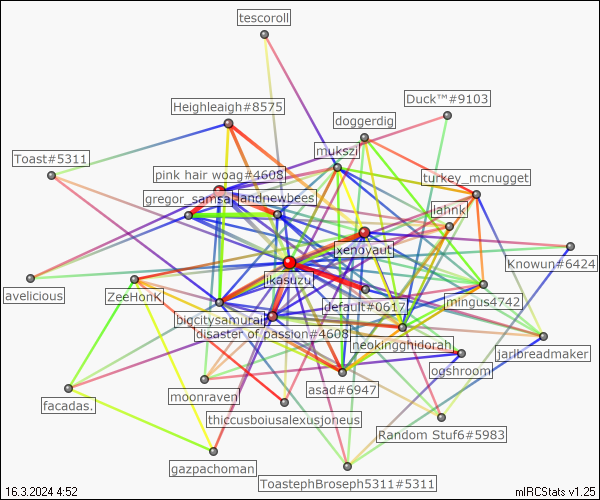 tescoroll
Duck™#9103
Heighleaigh#8575
doggerdig
mukszi
Toast#5311
pink hair woag#4608
turkey_mcnugget
gregor_samsa
landnewbees
lahnk
xenoyaut
Knowun#6424
ikasuzu
avelicious
ZeeHonK
default#0617
mingus4742
bigcitysamurai
disaster of passion#4608
neokingghidorah
jarlbreadmaker
ogshroom
moonraven
asad#6947
facadas.
thiccusboiusalexusjoneus
Random Stuf6#5983
gazpachoman
ToastephBroseph5311#5311
16.3.2024 4:52
mIRCStats v1.25